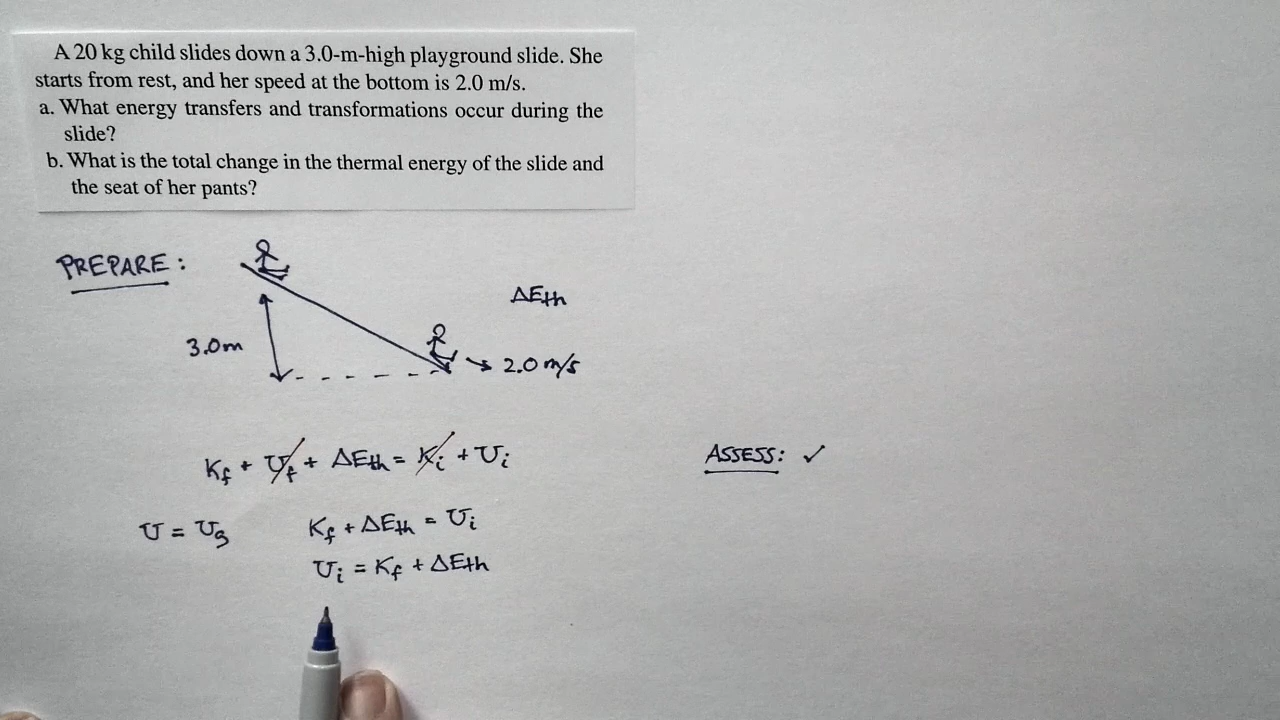 A 20 kg child slides down a 3.0-m-high playground slide. She
starts from rest, and her speed at the bottom is 2.0 m/s.
a. What energy transfers and transformations occur during the
slide?
b. What is the total change in the thermal energy of the slide and
the seat of her pants?
PREPARE:
ΔEth
3.0m
2.0 m/s
Kf + Uf + ΔEth = Ki + Ui
ASSESS: ✓
U = Ug
Kf + ΔEth = Ui
Ui = Kf + ΔEth